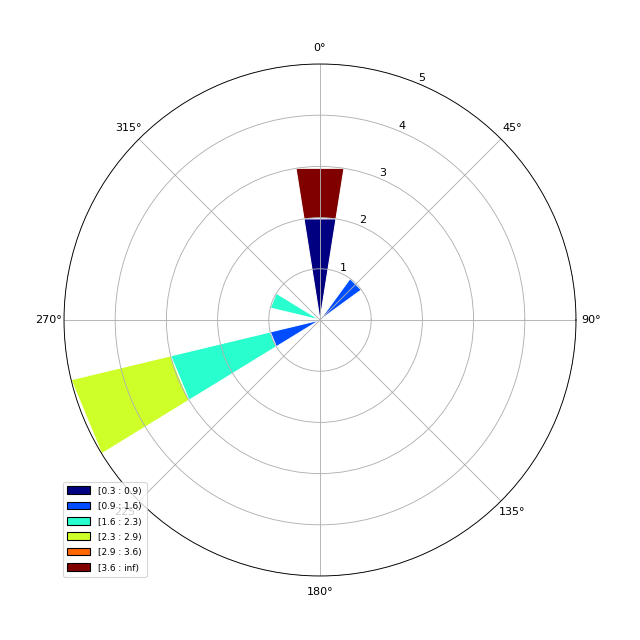 0°
5
315°
45°
4
3
2
1
270°
90°
[0.3 : 0.9)
[0.9 : 1.6)
225°
[1.6 : 2.3)
135°
[2.3 : 2.9)
[2.9 : 3.6)
[3.6 : inf)
180°